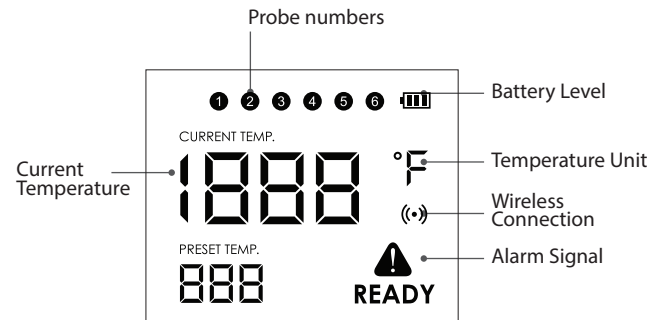 Probe numbers
1 2 3 4 5 6
Battery Level
CURRENT TEMP.
Current
Temperature
1888
°F
Temperature Unit
Wireless
Connection
PRESET TEMP.
888
Alarm Signal
READY